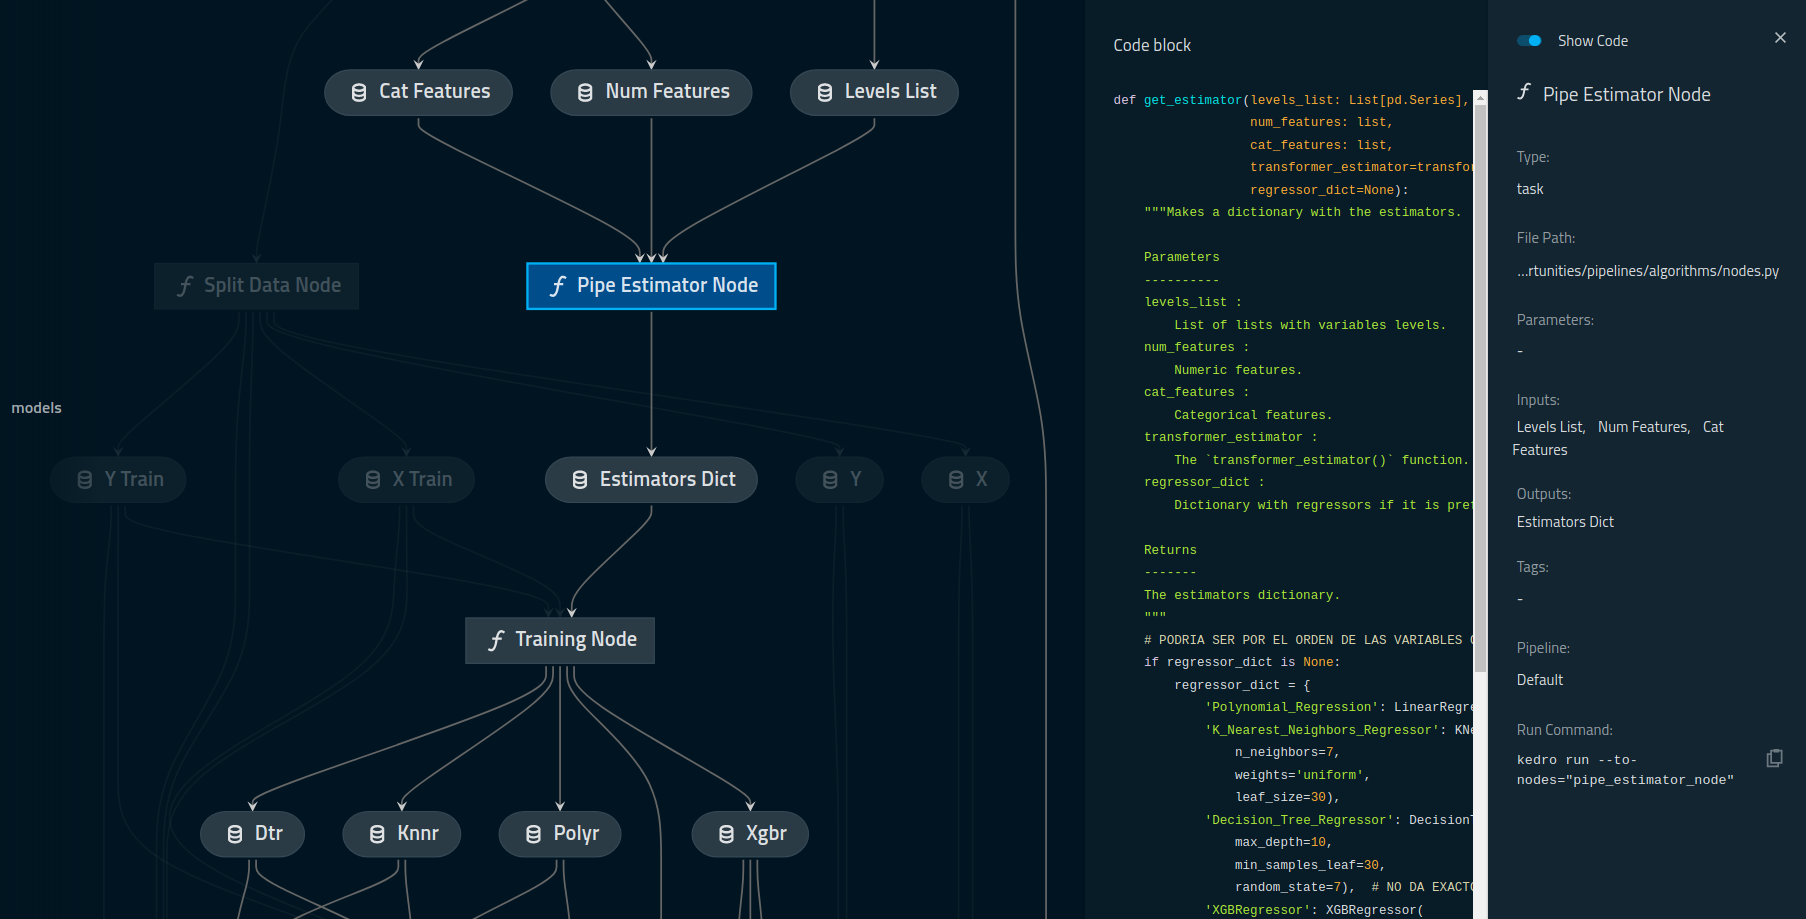 Cat Features
Num Features
Levels List
Split Data Node
Pipe Estimator Node
models
Y Train
X Train
Estimators Dict
Y
X
Training Node
Dtr
Knnr
Polyr
Xgbr
Code block
def get_estimator(levels_list: List[pd.Series],
num_features: list,
cat_features: list,
transformer_estimator=transfor
regressor_dict=None):
"""Makes a dictionary with the estimators.
Parameters
----------
levels_list :
List of lists with variables levels.
num_features :
Numeric features.
cat_features :
Categorical features.
transformer_estimator :
The `transformer_estimator()` function.
regressor_dict :
Dictionary with regressors if it is pref
Returns
-------
The estimators dictionary.
"""
# PODRIA SER POR EL ORDEN DE LAS VARIABLES
if regressor_dict is None:
regressor_dict = {
'Polynomial_Regression': LinearRegre
'K_Nearest_Neighbors_Regressor': KNe
n_neighbors=7,
weights='uniform',
leaf_size=30),
'Decision_Tree_Regressor': Decision
max_depth=10,
min_samples_leaf=30,
random_state=7),  # NO DA EXACTO
'XGBRegressor': XGBRegressor(
Show Code
Pipe Estimator Node
Type:
task
File Path:
...rtunities/pipelines/algorithms/nodes.py
Parameters:
-
Inputs:
Levels List, Num Features, Cat
Features
Outputs:
Estimators Dict
Tags:
-
Pipeline:
Default
Run Command:
kedro run --to-
nodes="pipe_estimator_node"